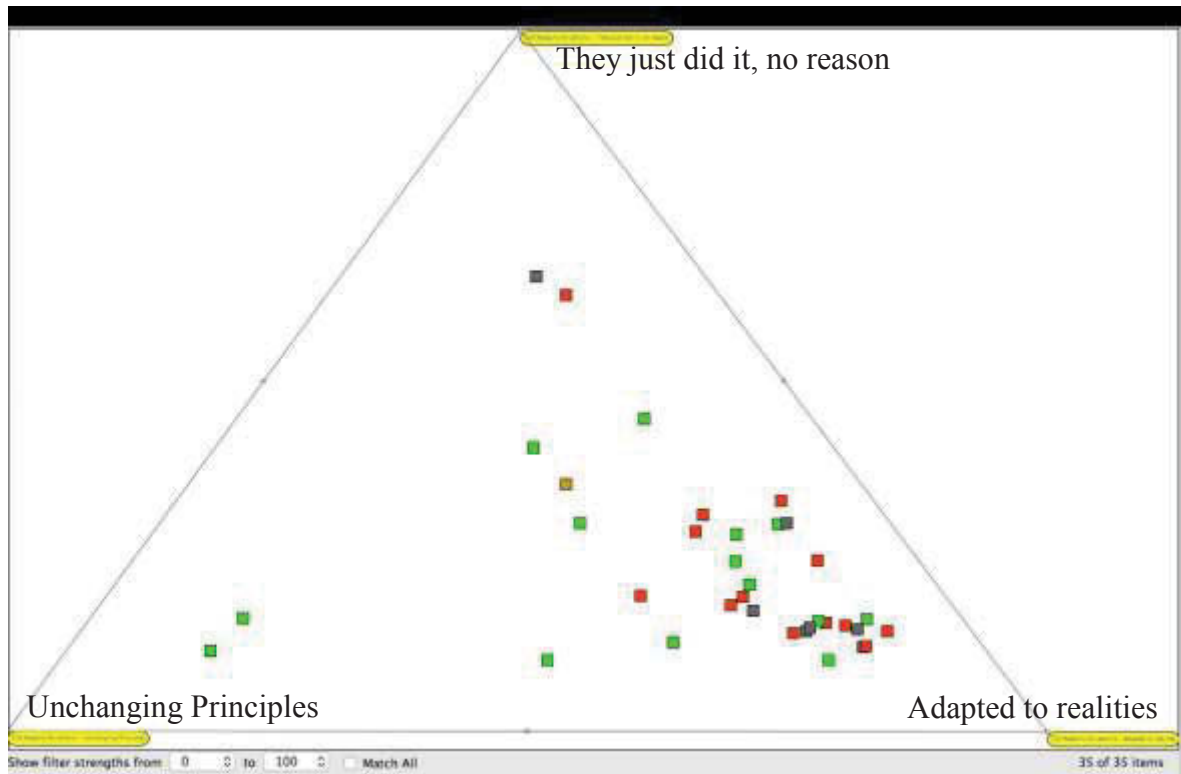 They just did it, no reason
Unchanging Principles
Adapted to realities
Show filter strengths from 0 to 100 Match All
35 of 35 items